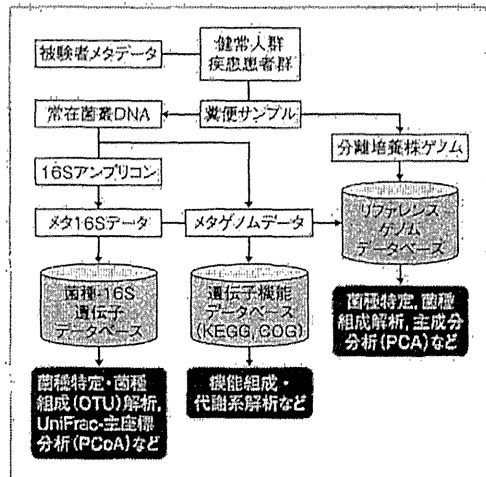 健常人群
疾患患者群
被験者メタデータ
常在菌叢DNA
糞便サンプル
分離培養株ゲノム
16Sアンプリコン
メタ16Sデータ
メタゲノムデータ
リファレンス
ゲノム
データベース
菌種-16S
遺伝子
データベース
遺伝子機能
データベース
(KEGG, COG)
菌種特定, 菌種
組成解析, 主成分
分析(PCA)など
菌種特定・菌種
組成(OTU)解析,
UniFrac-主座標
分析(PCoA)など
機能組成・
代謝系解析など